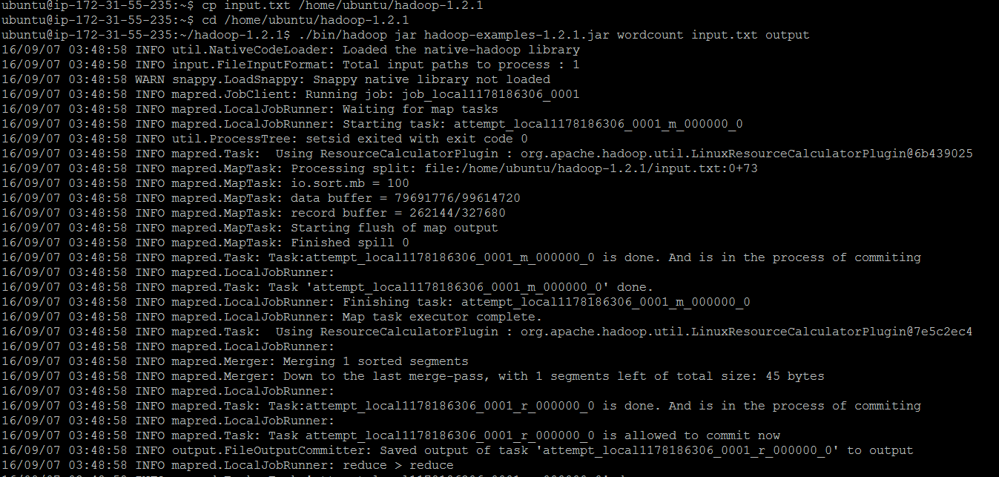 ubuntu@ip-172-31-55-235:~$ cp input.txt /home/ubuntu/hadoop-1.2.1
ubuntu@ip-172-31-55-235:~$ cd /home/ubuntu/hadoop-1.2.1
ubuntu@ip-172-31-55-235:~/hadoop-1.2.1$ ./bin/hadoop jar hadoop-examples-1.2.1.jar wordcount input.txt output
16/09/07 03:48:58 INFO util.NativeCodeLoader: Loaded the native-hadoop library
16/09/07 03:48:58 INFO input.FileInputFormat: Total input paths to process : 1
16/09/07 03:48:58 WARN snappy.LoadSnappy: Snappy native library not loaded
16/09/07 03:48:58 INFO mapred.JobClient: Running job: job_local1178186306_0001
16/09/07 03:48:58 INFO mapred.LocalJobRunner: Waiting for map tasks
16/09/07 03:48:58 INFO mapred.LocalJobRunner: Starting task: attempt_local1178186306_0001_m_000000_0
16/09/07 03:48:58 INFO util.ProcessTree: setsid exited with exit code 0
16/09/07 03:48:58 INFO mapred.Task:  Using ResourceCalculatorPlugin : org.apache.hadoop.util.LinuxResourceCalculatorPlugin@6b439025
16/09/07 03:48:58 INFO mapred.MapTask: Processing split: file:/home/ubuntu/hadoop-1.2.1/input.txt:0+73
16/09/07 03:48:58 INFO mapred.MapTask: io.sort.mb = 100
16/09/07 03:48:58 INFO mapred.MapTask: data buffer = 79691776/99614720
16/09/07 03:48:58 INFO mapred.MapTask: record buffer = 262144/327680
16/09/07 03:48:58 INFO mapred.MapTask: Starting flush of map output
16/09/07 03:48:58 INFO mapred.MapTask: Finished spill 0
16/09/07 03:48:58 INFO mapred.Task: Task:attempt_local1178186306_0001_m_000000_0 is done. And is in the process of commiting
16/09/07 03:48:58 INFO mapred.LocalJobRunner:
16/09/07 03:48:58 INFO mapred.Task: Task 'attempt_local1178186306_0001_m_000000_0' done.
16/09/07 03:48:58 INFO mapred.LocalJobRunner: Finishing task: attempt_local1178186306_0001_m_000000_0
16/09/07 03:48:58 INFO mapred.LocalJobRunner: Map task executor complete.
16/09/07 03:48:58 INFO mapred.Task:  Using ResourceCalculatorPlugin : org.apache.hadoop.util.LinuxResourceCalculatorPlugin@7e5c2ec4
16/09/07 03:48:58 INFO mapred.LocalJobRunner:
16/09/07 03:48:58 INFO mapred.Merger: Merging 1 sorted segments
16/09/07 03:48:58 INFO mapred.Merger: Down to the last merge-pass, with 1 segments left of total size: 45 bytes
16/09/07 03:48:58 INFO mapred.LocalJobRunner:
16/09/07 03:48:58 INFO mapred.Task: Task:attempt_local1178186306_0001_r_000000_0 is done. And is in the process of commiting
16/09/07 03:48:58 INFO mapred.LocalJobRunner:
16/09/07 03:48:58 INFO mapred.Task: Task attempt_local1178186306_0001_r_000000_0 is allowed to commit now
16/09/07 03:48:58 INFO output.FileOutputCommitter: Saved output of task 'attempt_local1178186306_0001_r_000000_0' to output
16/09/07 03:48:58 INFO mapred.LocalJobRunner: reduce > reduce